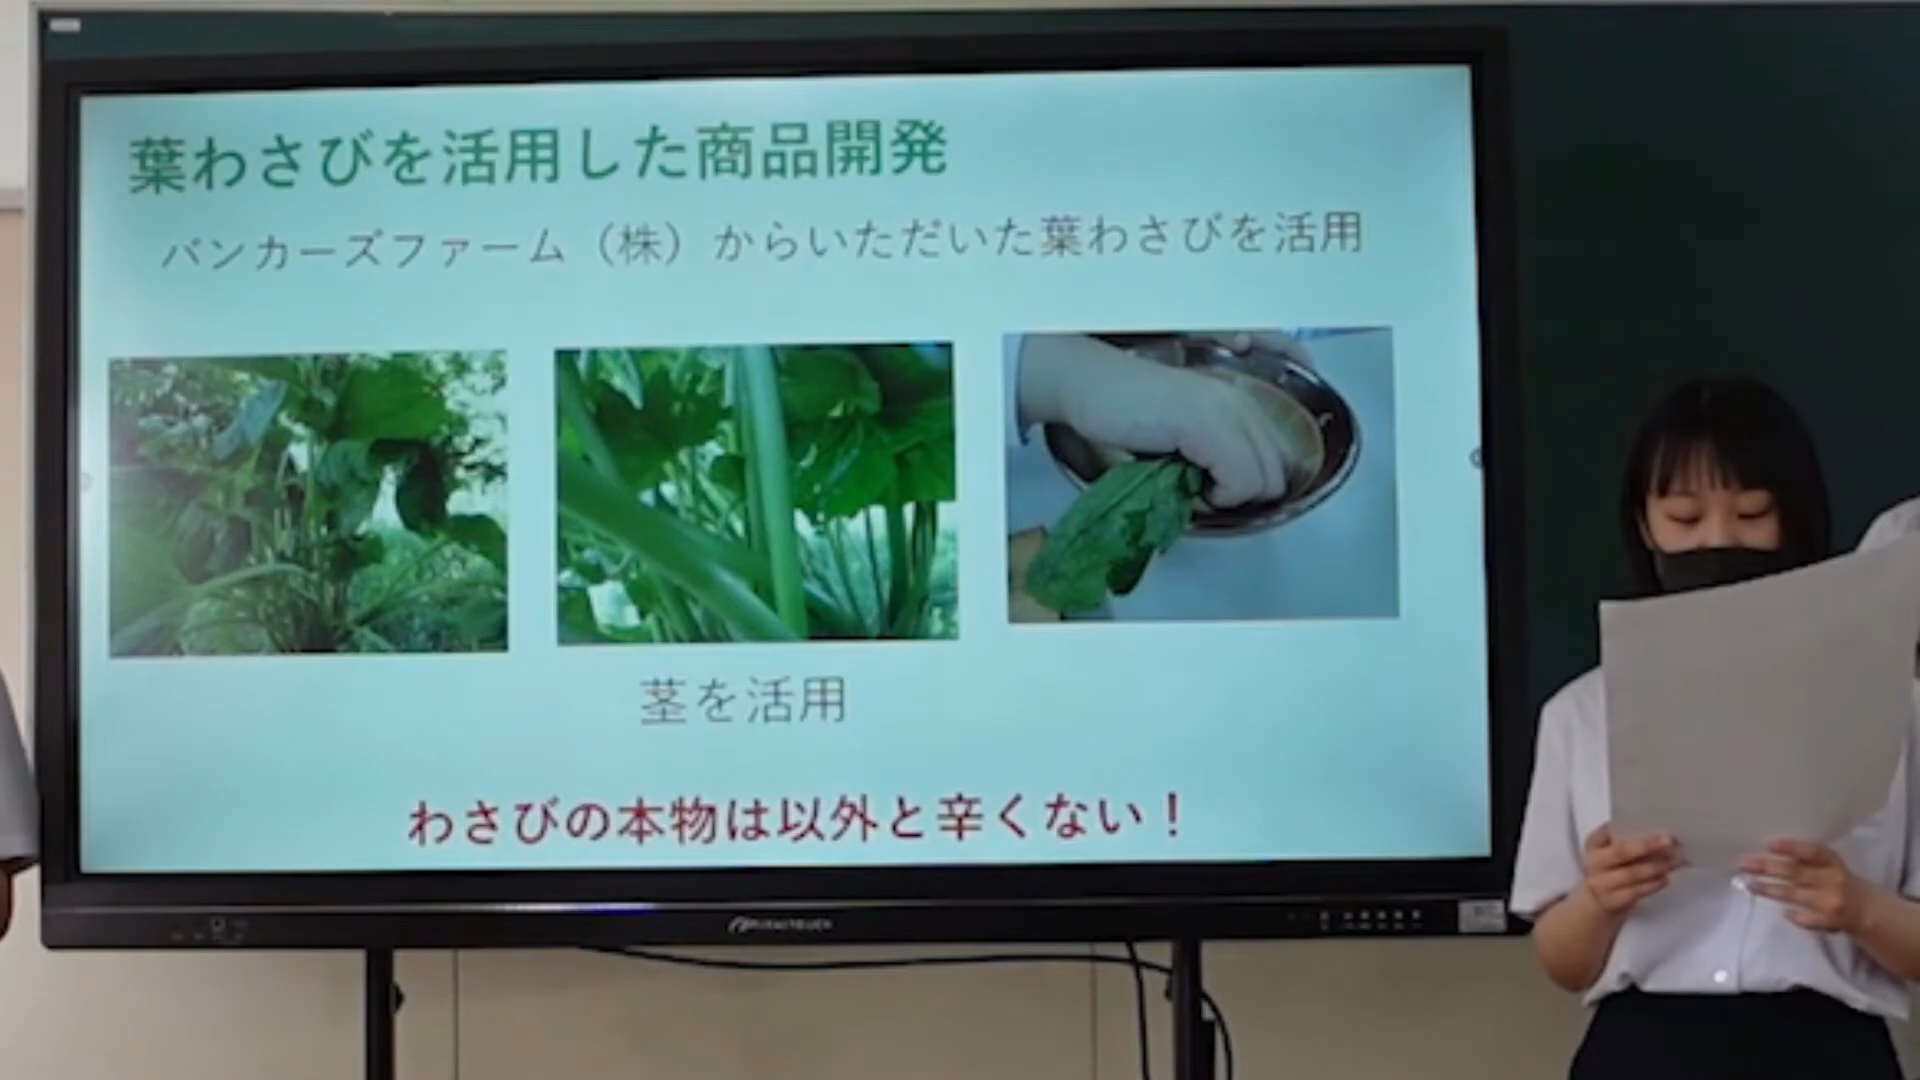 葉わさびを活用した商品開発
バンカーズファーム（株）からいただいた葉わさびを活用
茎を活用
わさびの本物は以外と辛くない！